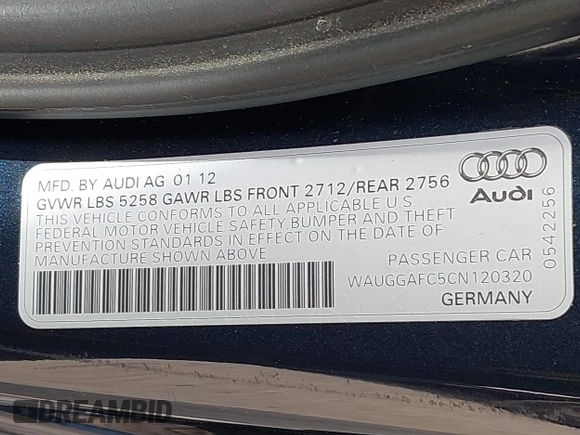 MFD. BY AUDI AG 01 12
GVWR LBS 5258 GAWR LBS FRONT 2712/REAR 2756
THIS VEHICLE CONFORMS TO ALL APPLICABLE U S
FEDERAL MOTOR VEHICLE SAFETY,BUMPER AND THEFT
PREVENTION STANDARDS IN EFFECT ON THE DATE OF
MANUFACTURE SHOWN ABOVE
Audi
0542256
PASSENGER CAR
WAUGGAFC5CN120320
GERMANY
DREAMBID